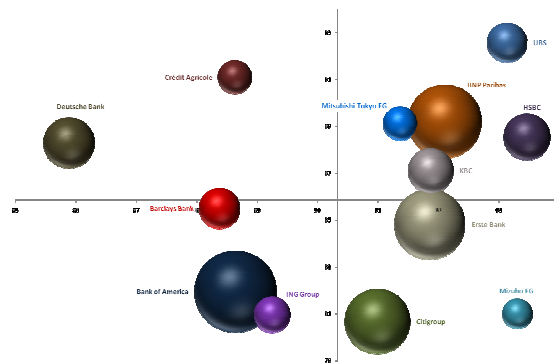 UBS
Crédit Agricole
BNP Paribas
Mitsubishi Tokyo FG
Deutsche Bank
HSBC
KBC
Barclays Bank
Erste Bank
Bank of America
ING Group
Mizuho FG
Citigroup